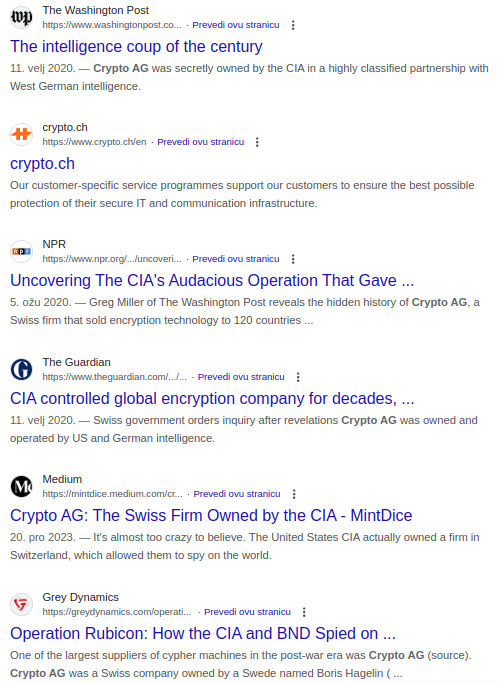 The Washington Post
https://www.washingtonpost.co... · Prevedi ovu stranicu
The intelligence coup of the century
11. velj 2020. — Crypto AG was secretly owned by the CIA in a highly classified partnership with
West German intelligence.
crypto.ch
https://www.crypto.ch/en · Prevedi ovu stranicu
crypto.ch
Our customer-specific service programmes support our customers to ensure the best possible
protection of their secure IT and communication infrastructure.
NPR
https://www.npr.org/.../uncoveri... · Prevedi ovu stranicu
Uncovering The CIA's Audacious Operation That Gave ...
5. ožu 2020. — Greg Miller of The Washington Post reveals the hidden history of Crypto AG, a
Swiss firm that sold encryption technology to 120 countries ...
The Guardian
https://www.theguardian.com/.../... · Prevedi ovu stranicu
CIA controlled global encryption company for decades, ...
11. velj 2020. — Swiss government orders inquiry after revelations Crypto AG was owned and
operated by US and German intelligence.
Medium
https://mintdice.medium.com/cr... · Prevedi ovu stranicu
Crypto AG: The Swiss Firm Owned by the CIA - MintDice
20. pro 2023. — It's almost too crazy to believe. The United States CIA actually owned a firm in
Switzerland, which allowed them to spy on the world.
Grey Dynamics
https://greydynamics.com/operati... · Prevedi ovu stranicu
Operation Rubicon: How the CIA and BND Spied on ...
One of the largest suppliers of cypher machines in the post-war era was Crypto AG (source).
Crypto AG was a Swiss company owned by a Swede named Boris Hagelin ( ...